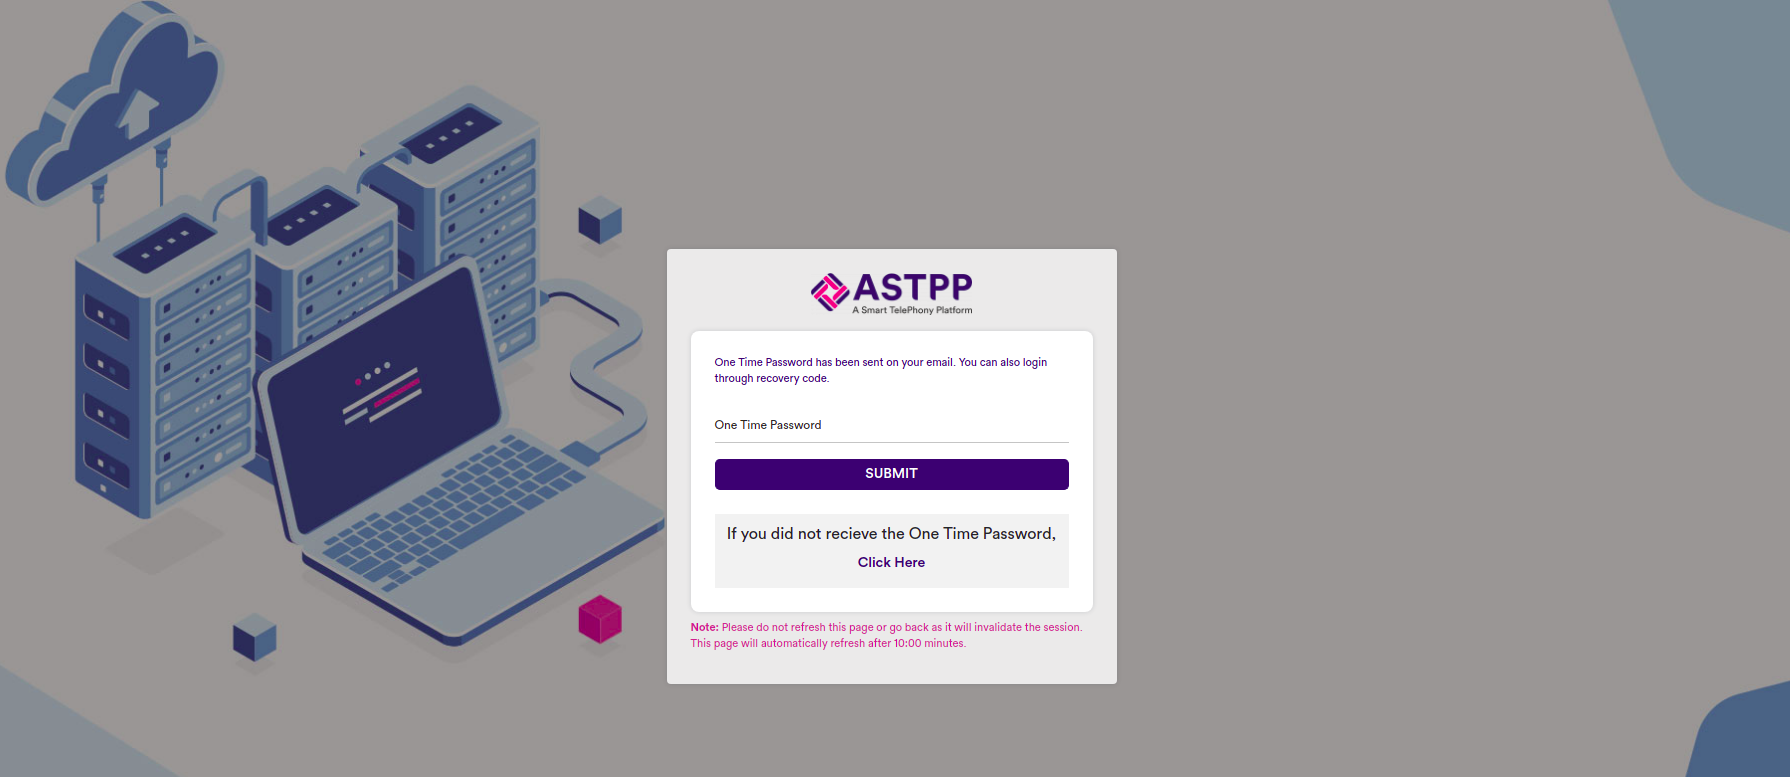 ASTPP
A Smart TelePhony Platform
One Time Password has been sent on your email. You can also login
through recovery code.
One Time Password
SUBMIT
If you did not recieve the One Time Password,
Click Here
Note: Please do not refresh this page or go back as it will invalidate the session.
This page will automatically refresh after 10:00 minutes.